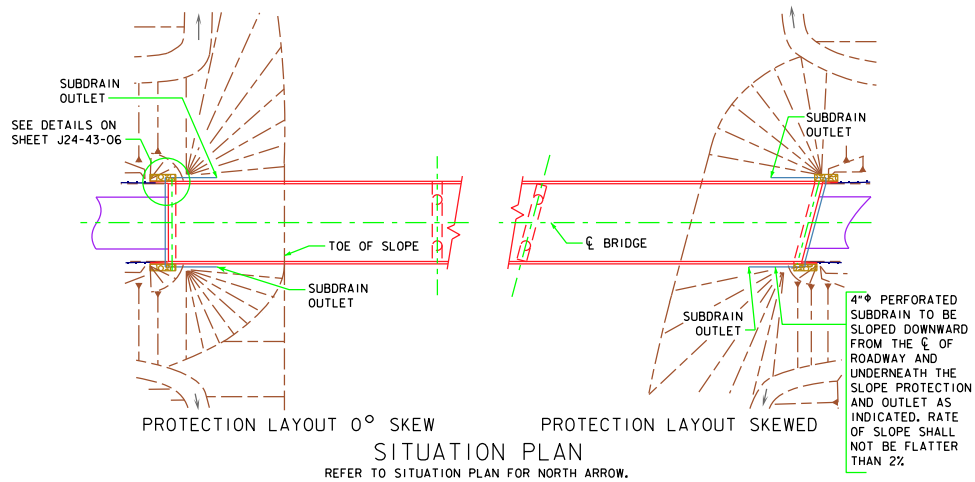 SUBDRAIN
OUTLET
SEE DETAILS ON
SHEET J24-43-06
TOE OF SLOPE
SUBDRAIN
OUTLET
PROTECTION LAYOUT 0° SKEW
SUBDRAIN
OUTLET
℄ BRIDGE
SUBDRAIN
OUTLET
4"Φ PERFORATED
SUBDRAIN TO BE
SLOPED DOWNWARD
FROM THE ℄ OF
ROADWAY AND
UNDERNEATH THE
SLOPE PROTECTION
AND OUTLET AS
INDICATED. RATE
OF SLOPE SHALL
NOT BE FLATTER
THAN 2%
PROTECTION LAYOUT SKEWED
SITUATION PLAN
REFER TO SITUATION PLAN FOR NORTH ARROW.